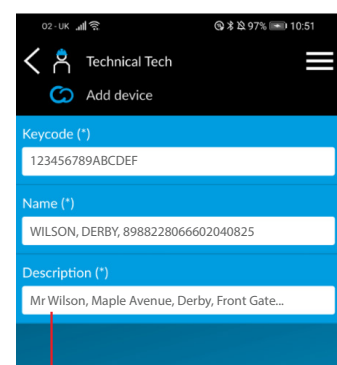 02-UK 97% 10:51
Technical Tech
Add device
Keycode (*)
123456789ABCDEF
Name (*)
WILSON, DERBY, 8988228066602040825
Description (*)
Mr Wilson, Maple Avenue, Derby, Front Gate...